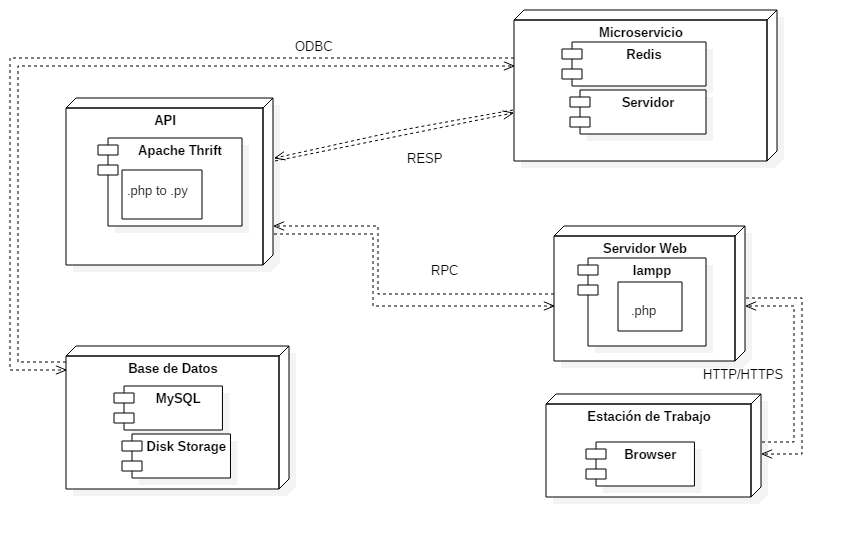 Microservicio
Redis
Servidor
ODBC
API
Apache Thrift
.php to .py
RESP
RPC
Servidor Web
lampp
.php
HTTP/HTTPS
Base de Datos
MySQL
Disk Storage
Estación de Trabajo
Browser